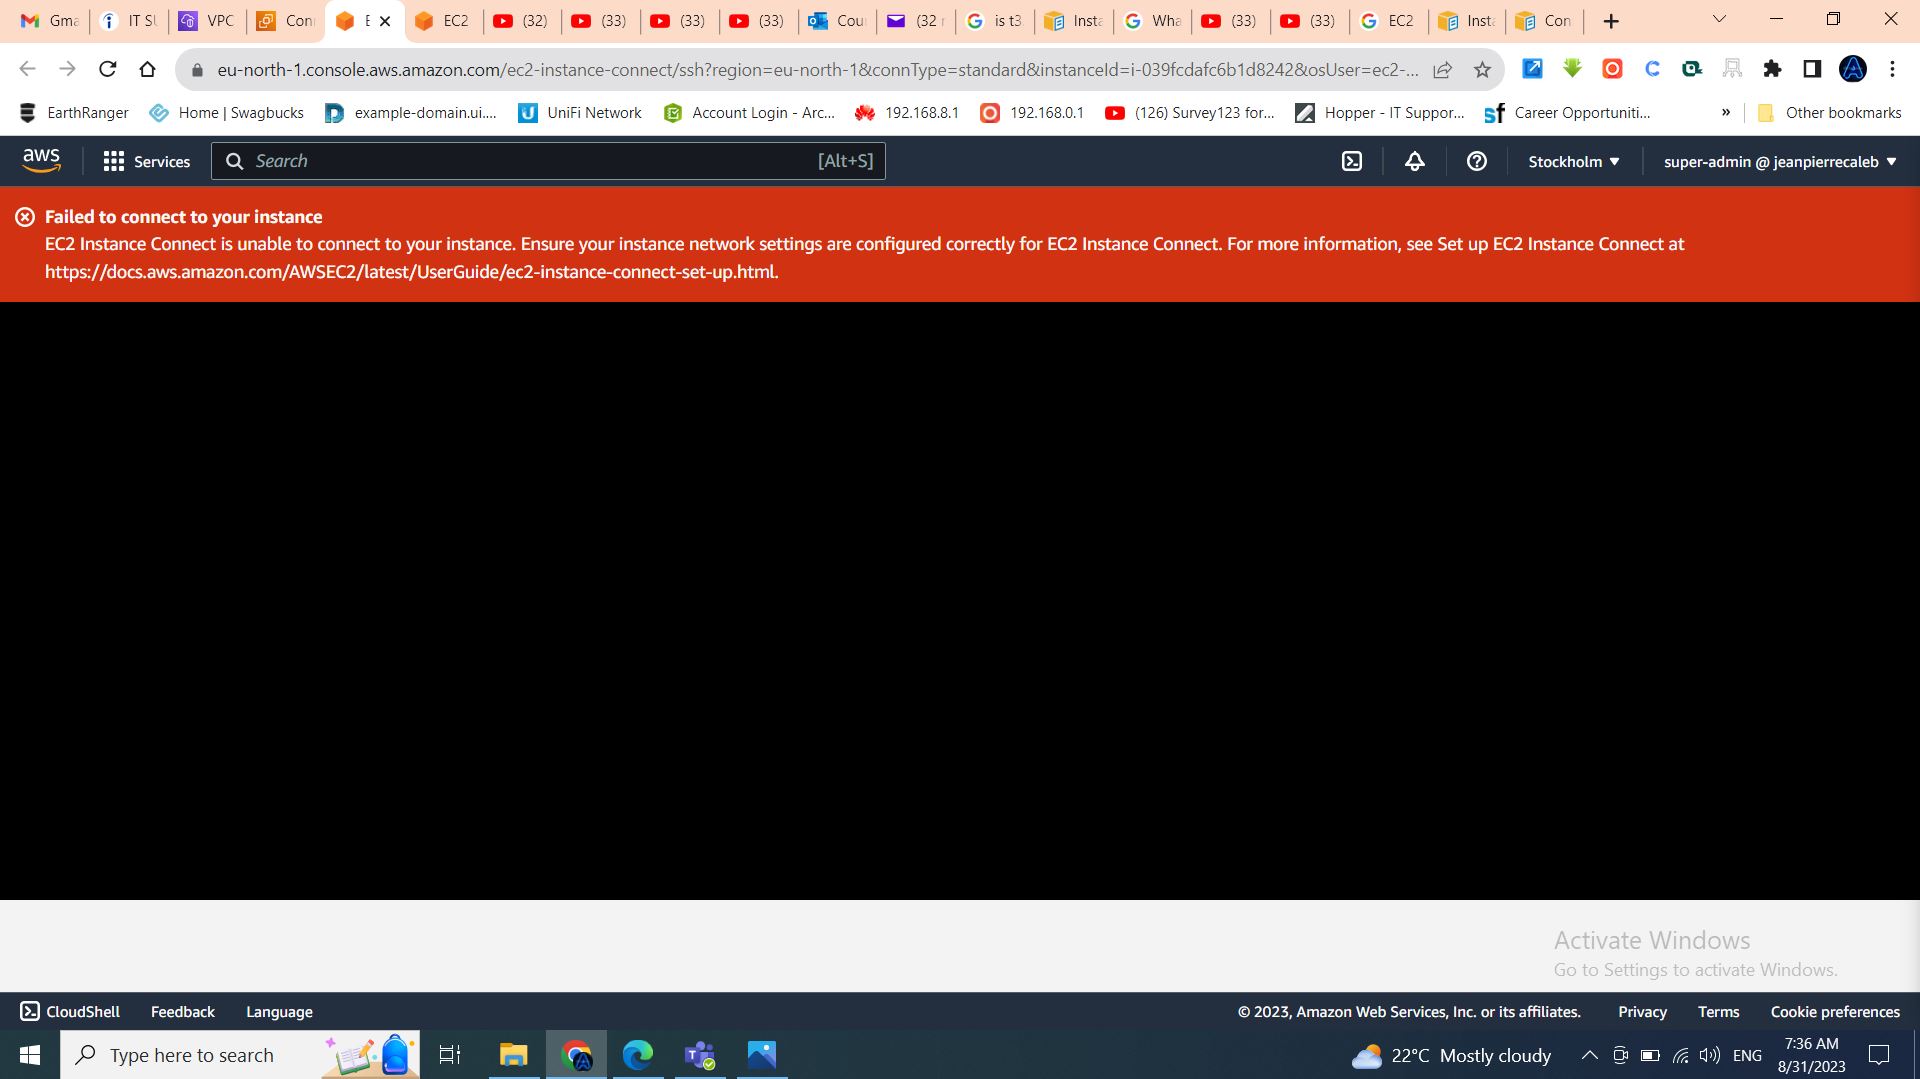 Gma
IT SU
VPC
Conn
E
EC2
(32)
(33)
(33)
(33)
Cour
(32 r
is t3.
Insta
Wha
(33)
(33)
EC2
Insta
Con
eu-north-1.console.aws.amazon.com/ec2-instance-connect/ssh?region=eu-north-1&connType=standard&instanceId=i-039fcdafc6b1d8242&osUser=ec2-...
EarthRanger
Home | Swagbucks
example-domain.ui....
UniFi Network
Account Login - Arc...
192.168.8.1
192.168.0.1
(126) Survey123 for...
Hopper - IT Suppor...
Career Opportuniti...
»
Other bookmarks
aws
Services
Search
[Alt+S]
Stockholm
super-admin @ jeanpierrecaleb
Failed to connect to your instance
EC2 Instance Connect is unable to connect to your instance. Ensure your instance network settings are configured correctly for EC2 Instance Connect. For more information, see Set up EC2 Instance Connect at
https://docs.aws.amazon.com/AWSEC2/latest/UserGuide/ec2-instance-connect-set-up.html.
Activate Windows
Go to Settings to activate Windows.
CloudShell
Feedback
Language
© 2023, Amazon Web Services, Inc. or its affiliates.
Privacy
Terms
Cookie preferences
Type here to search
22°C Mostly cloudy
ENG
7:36 AM
8/31/2023